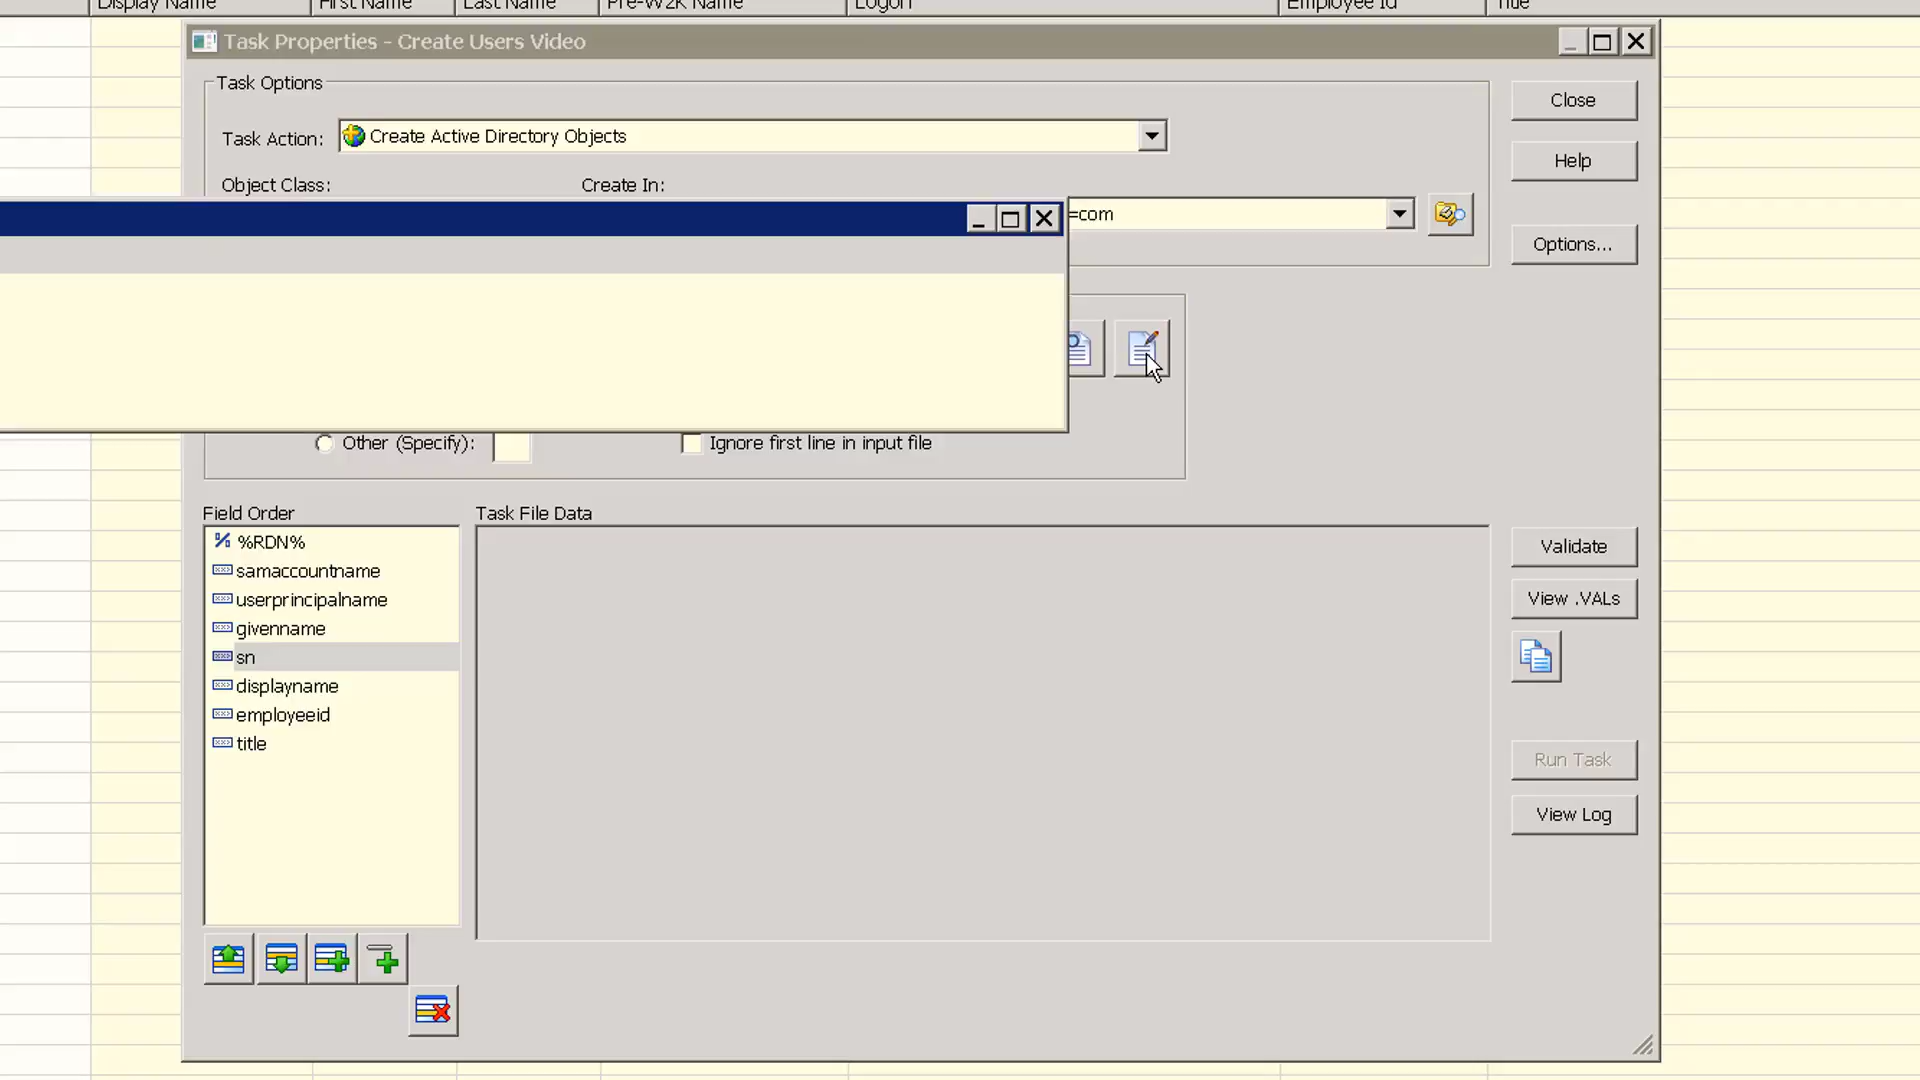 Display Name First Name Last Name Pre-W2k Name Logon Employee Id Title
Task Properties - Create Users Video
Task Options
Close
Task Action: Create Active Directory Objects
Help
Object Class: Create In:
=com
Options...
Other (Specify): Ignore first line in input file
Field Order Task File Data
%RDN%
samaccountname
userprincipalname
givenname
sn
displayname
employeeid
title
Validate
View .VALs
Run Task
View Log